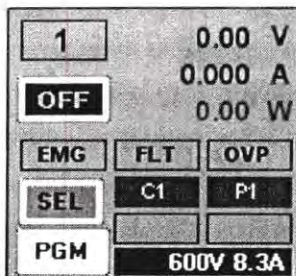 1 0.00 V
0.000 A
OFF 0.00 W
EMG FLT OVP
SEL C1 P1
PGM 600V 8.3A